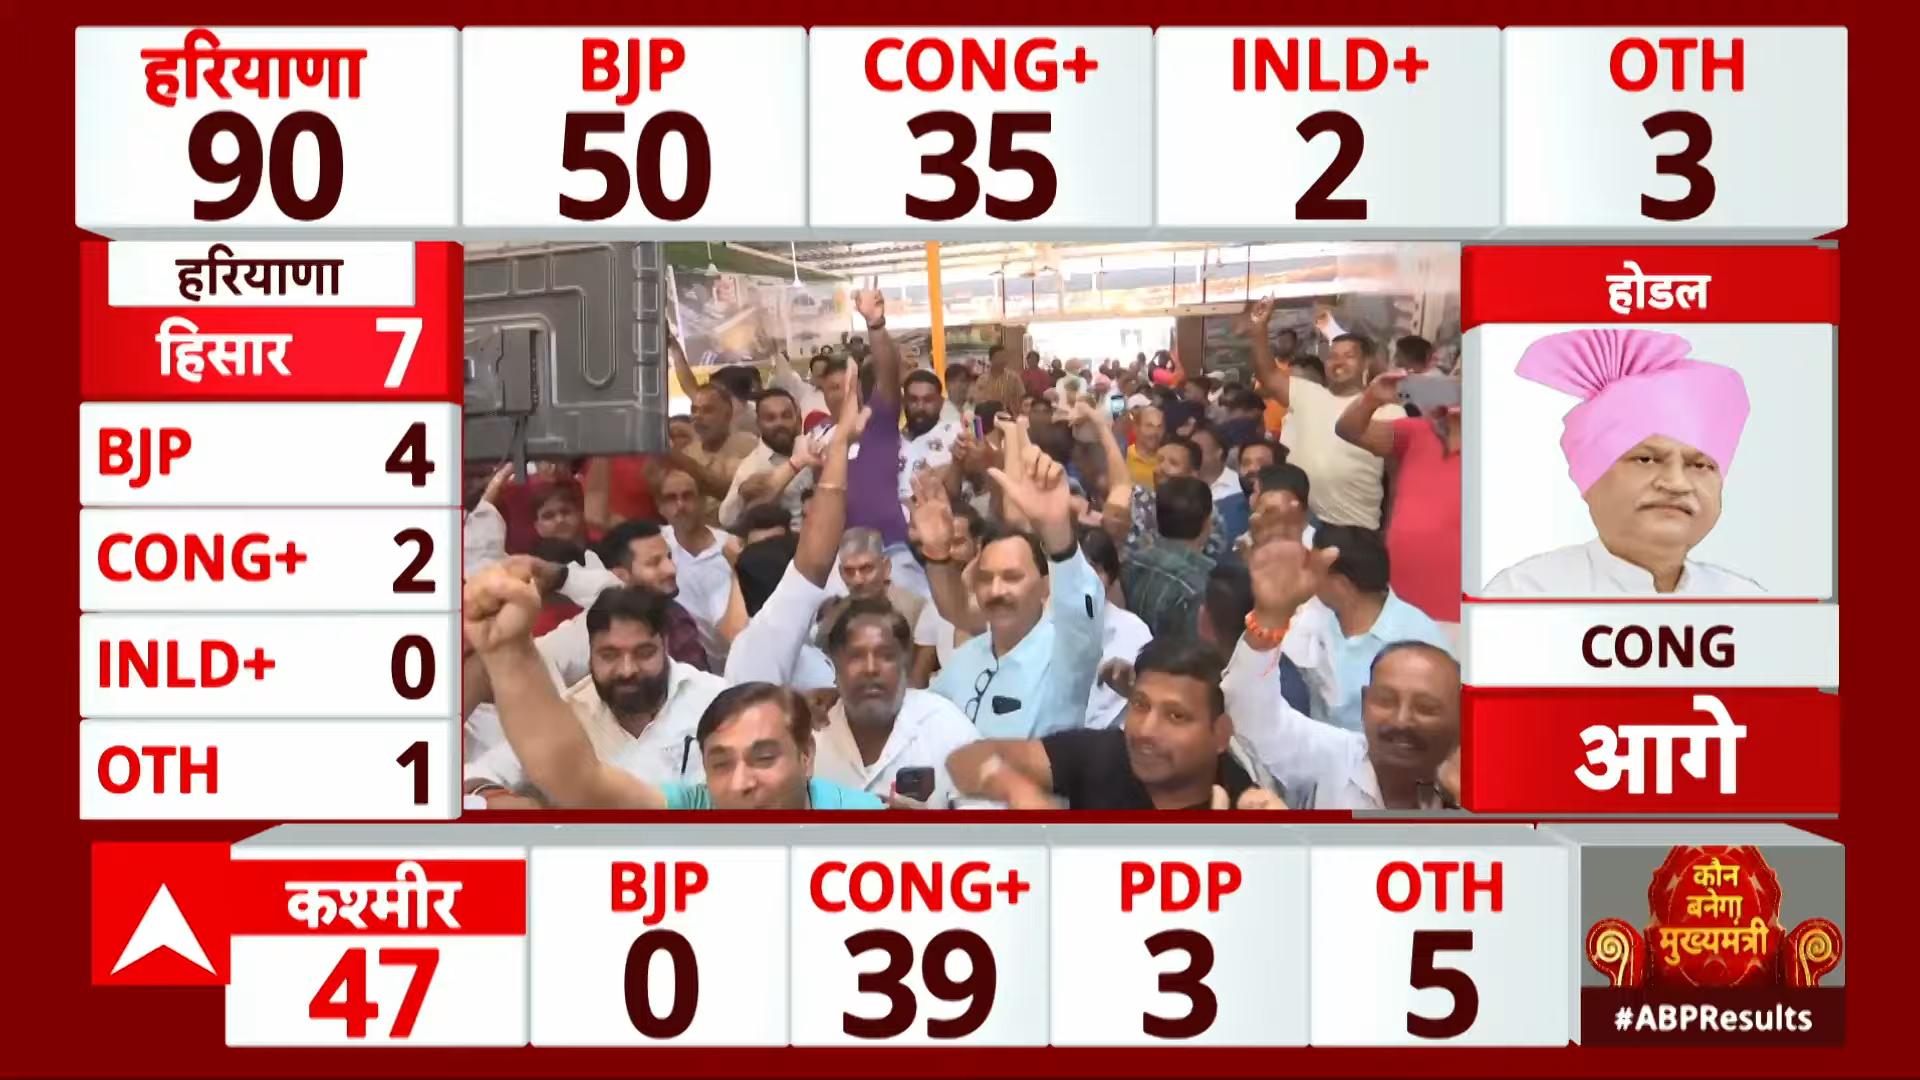 हरियाणा BJP CONG+ INLD+ OTH
90 50 35 2 3
हरियाणा
हिसार 7
BJP 4
CONG+ 2
INLD+ 0
OTH 1
होडल
CONG
आगे
कश्मीर BJP CONG+ PDP OTH
47 0 39 3 5
कौन
बनेगा
मुख्यमंत्री
#ABPResults